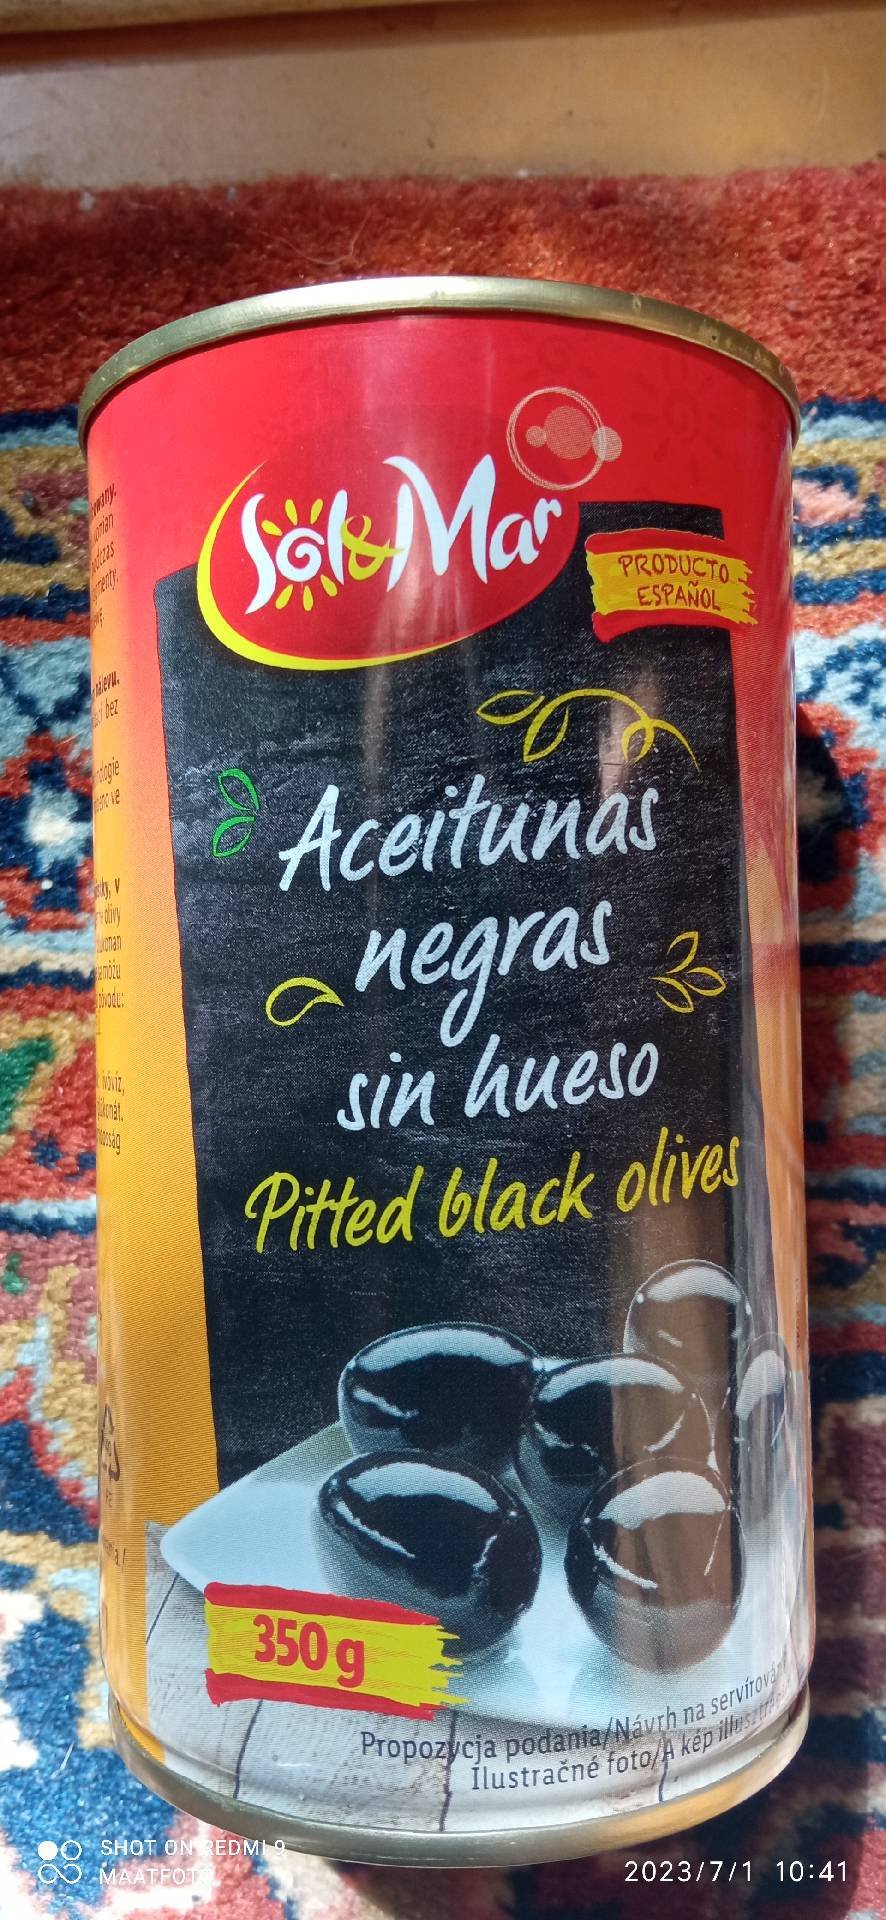 Sol&Mar
PRODUCTO
ESPAÑOL
Aceitunas
negras
sin hueso
Pitted black olives
350 g
Propozycja podania/Návrh na servírování
Ilustračné foto/A kép illusztráció
SHOT ON REDMI 9
MAATFOTO
2023/7/1 10:41